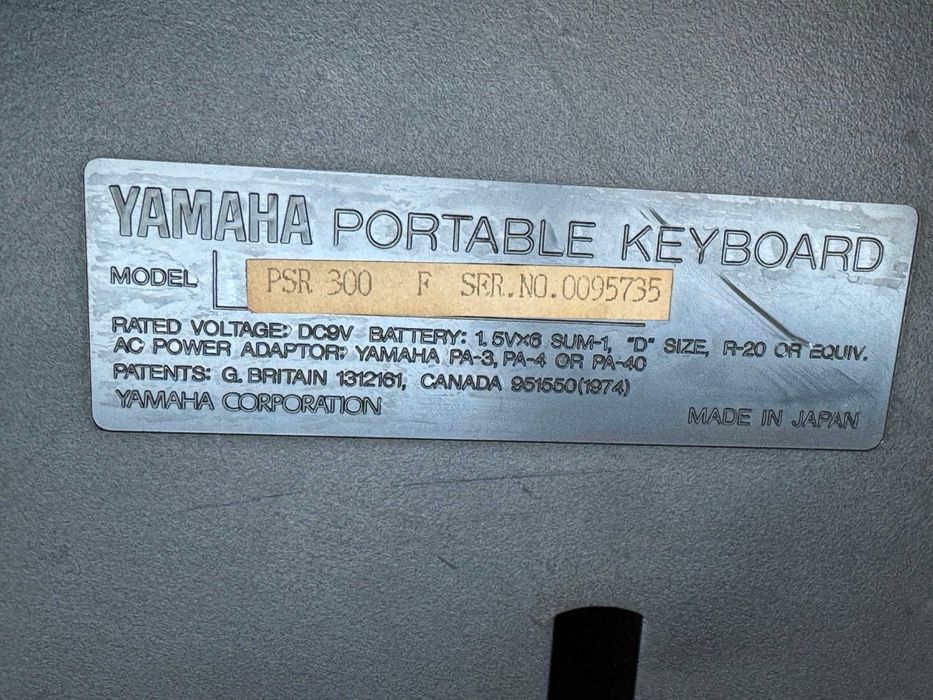 YAMAHA PORTABLE KEYBOARD
MODEL PSR 300 F SER.NO.0095735
RATED VOLTAGE: DC9V BATTERY: 1.5V×6 SUM-1, "D" SIZE, R-20 OR EQUIV.
AC POWER ADAPTOR: YAMAHA PA-3, PA-4 OR PA-40
PATENTS: G. BRITAIN 1312161, CANADA 951550(1974)
YAMAHA CORPORATION MADE IN JAPAN